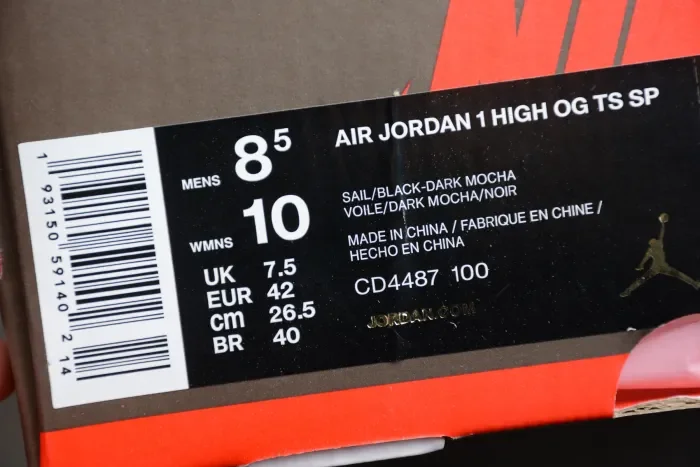 AIR JORDAN 1 HIGH OG TS SP
MENS 8 5
WMNS 10
UK 7.5
EUR 42
cm 26.5
BR 40
SAIL/BLACK-DARK MOCHA
VOILE/DARK MOCHA/NOIR
MADE IN CHINA / FABRIQUE EN CHINE /
HECHO EN CHINA
CD4487 100
JORDAN.COM
1 93150 59140 2 14